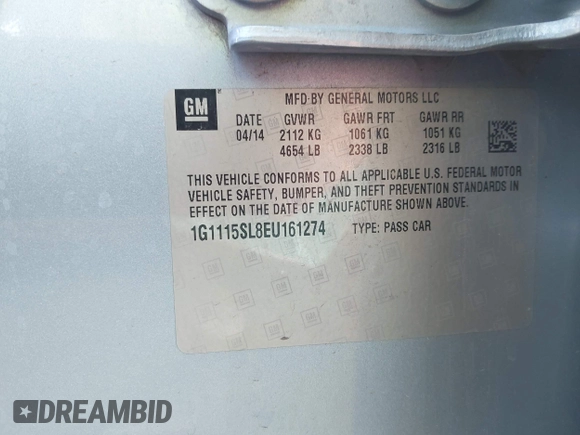 GM
MFD BY GENERAL MOTORS LLC
DATE GVWR GAWR FRT GAWR RR
04/14 2112 KG 1061 KG 1051 KG
4654 LB 2338 LB 2316 LB
THIS VEHICLE CONFORMS TO ALL APPLICABLE U.S. FEDERAL MOTOR
VEHICLE SAFETY, BUMPER, AND THEFT PREVENTION STANDARDS IN
EFFECT ON THE DATE OF MANUFACTURE SHOWN ABOVE.
1G1115SL8EU161274 TYPE: PASS CAR
DREAMBID